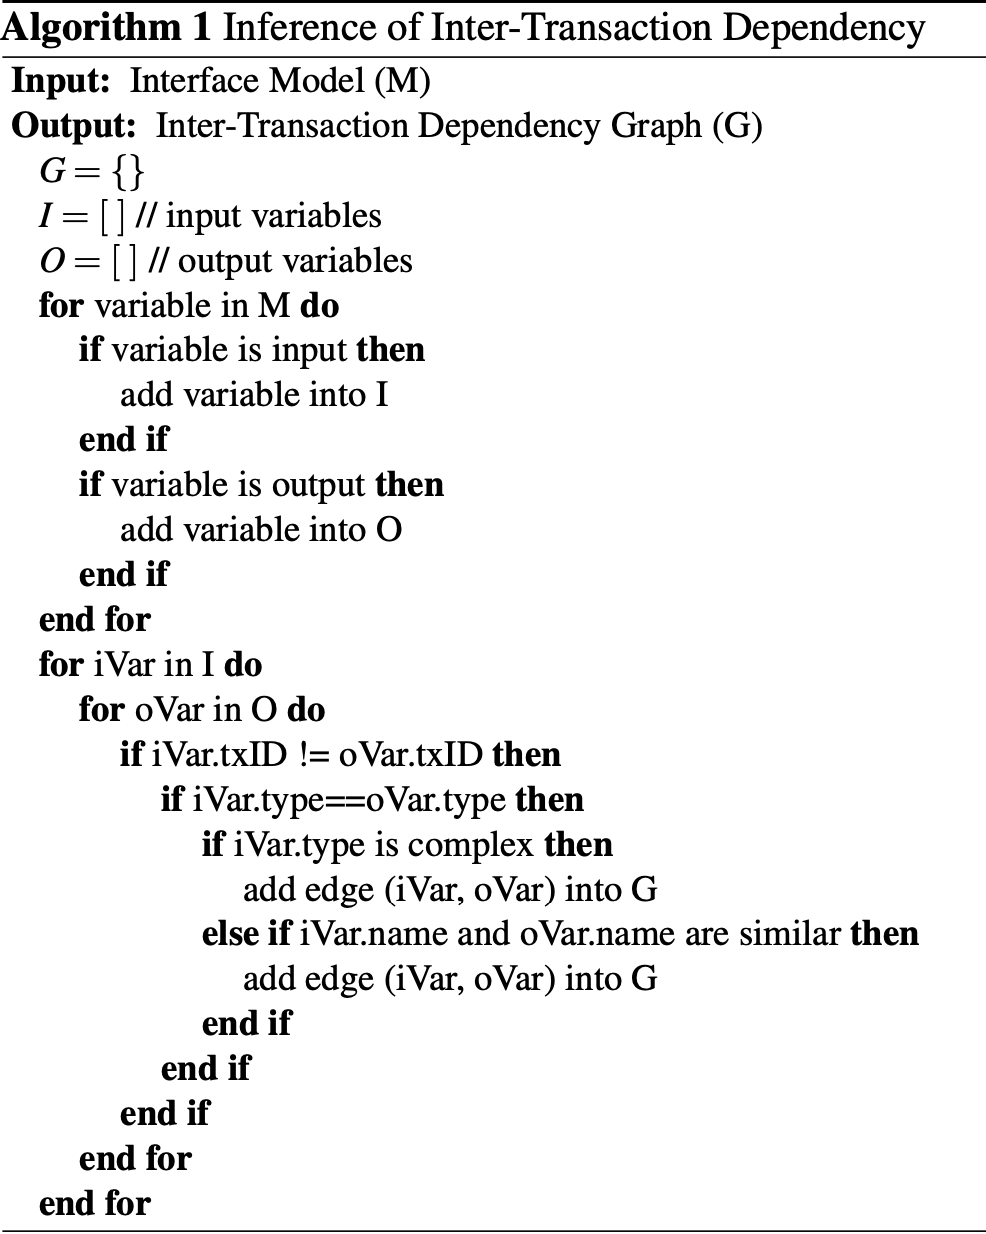 Algorithm 1 Inference of Inter-Transaction Dependency
Input: Interface Model (M)
Output: Inter-Transaction Dependency Graph (G)
G = {}
I = [ ] // input variables
O = [ ] // output variables
for variable in M do
if variable is input then
add variable into I
end if
if variable is output then
add variable into O
end if
end for
for iVar in I do
for oVar in O do
if iVar.txID != oVar.txID then
if iVar.type==oVar.type then
if iVar.type is complex then
add edge (iVar, oVar) into G
else if iVar.name and oVar.name are similar then
add edge (iVar, oVar) into G
end if
end if
end if
end for
end for